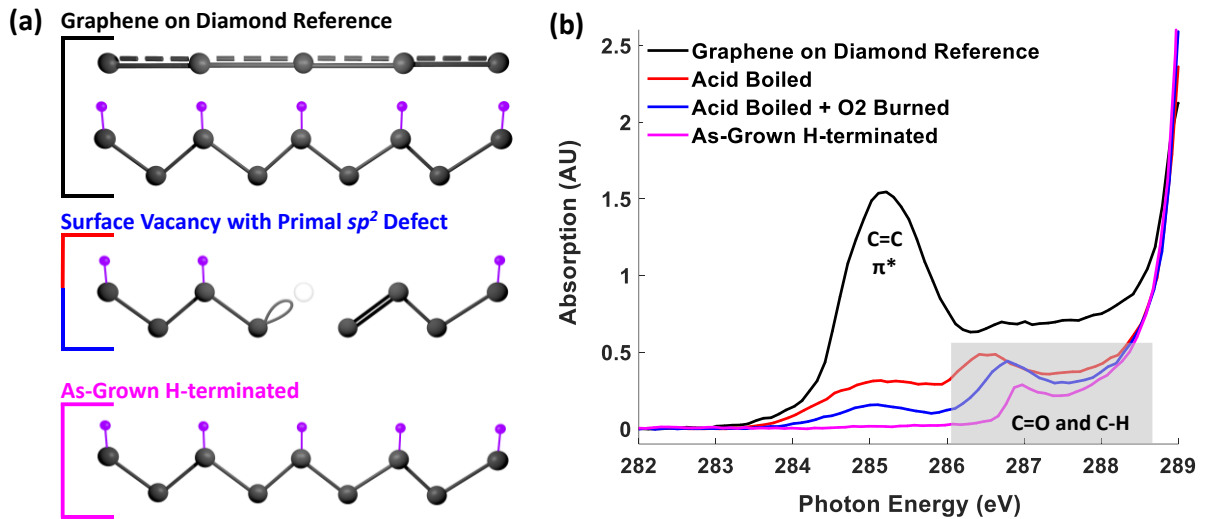 (a)
Graphene on Diamond Reference
Surface Vacancy with Primal sp² Defect
As-Grown H-terminated
(b)
2.5
2
1.5
1
0.5
0
Absorption (AU)
Graphene on Diamond Reference
Acid Boiled
Acid Boiled + O2 Burned
As-Grown H-terminated
C=C
π*
C=O and C-H
282 283 284 285 286 287 288 289
Photon Energy (eV)